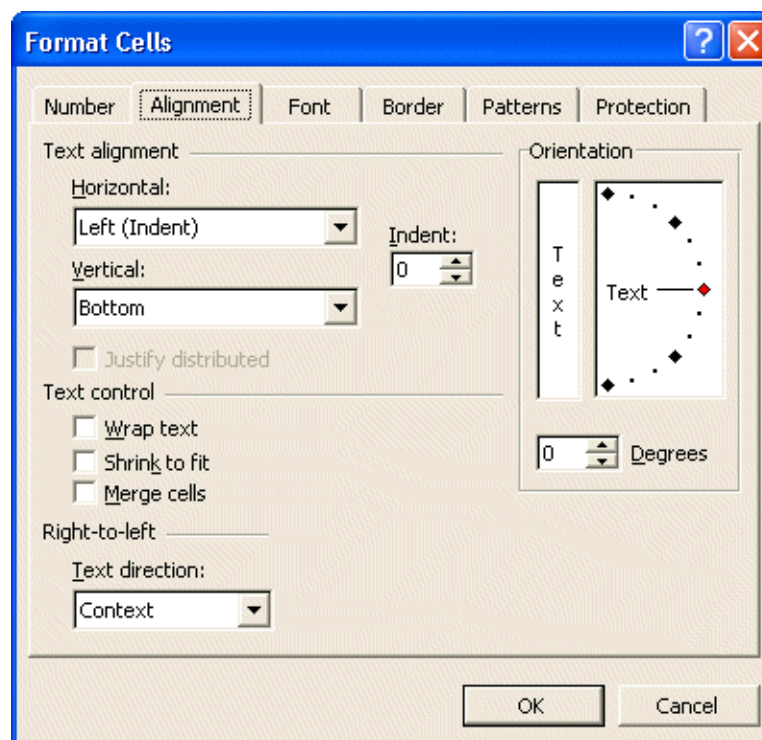 Format Cells
Number Alignment Font Border Patterns Protection
Text alignment
Horizontal:
Left (Indent)
Indent:
0
Vertical:
Bottom
Justify distributed
Text control
Wrap text
Shrink to fit
Merge cells
Right-to-left
Text direction:
Context
Orientation
Text
Text
0 Degrees
OK Cancel